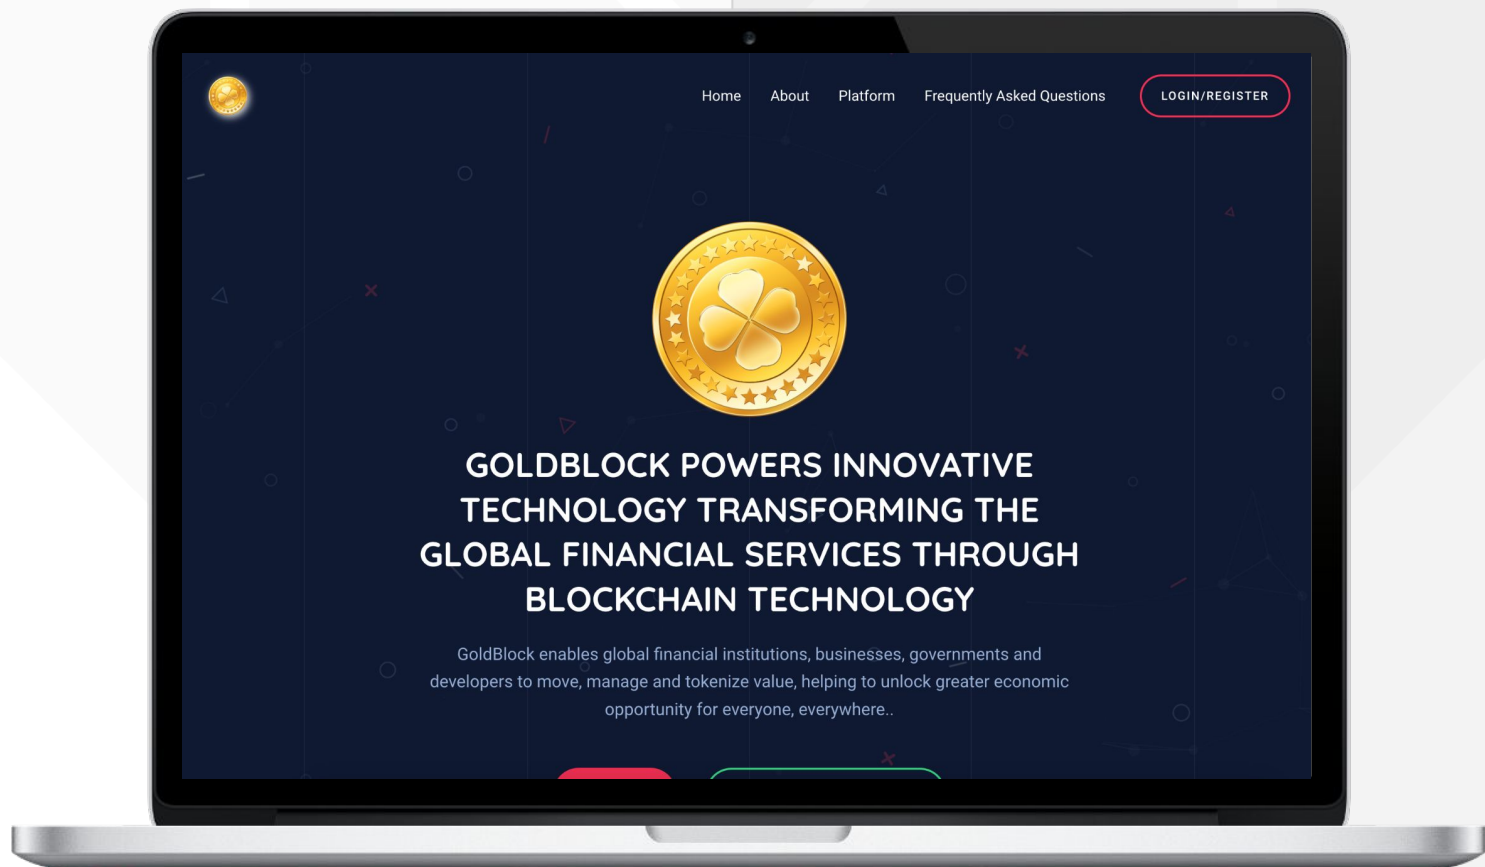 Home About Platform Frequently Asked Questions LOGIN/REGISTER
GOLDBLOCK POWERS INNOVATIVE
TECHNOLOGY TRANSFORMING THE
GLOBAL FINANCIAL SERVICES THROUGH
BLOCKCHAIN TECHNOLOGY
GoldBlock enables global financial institutions, businesses, governments and
developers to move, manage and tokenize value, helping to unlock greater economic
opportunity for everyone, everywhere..